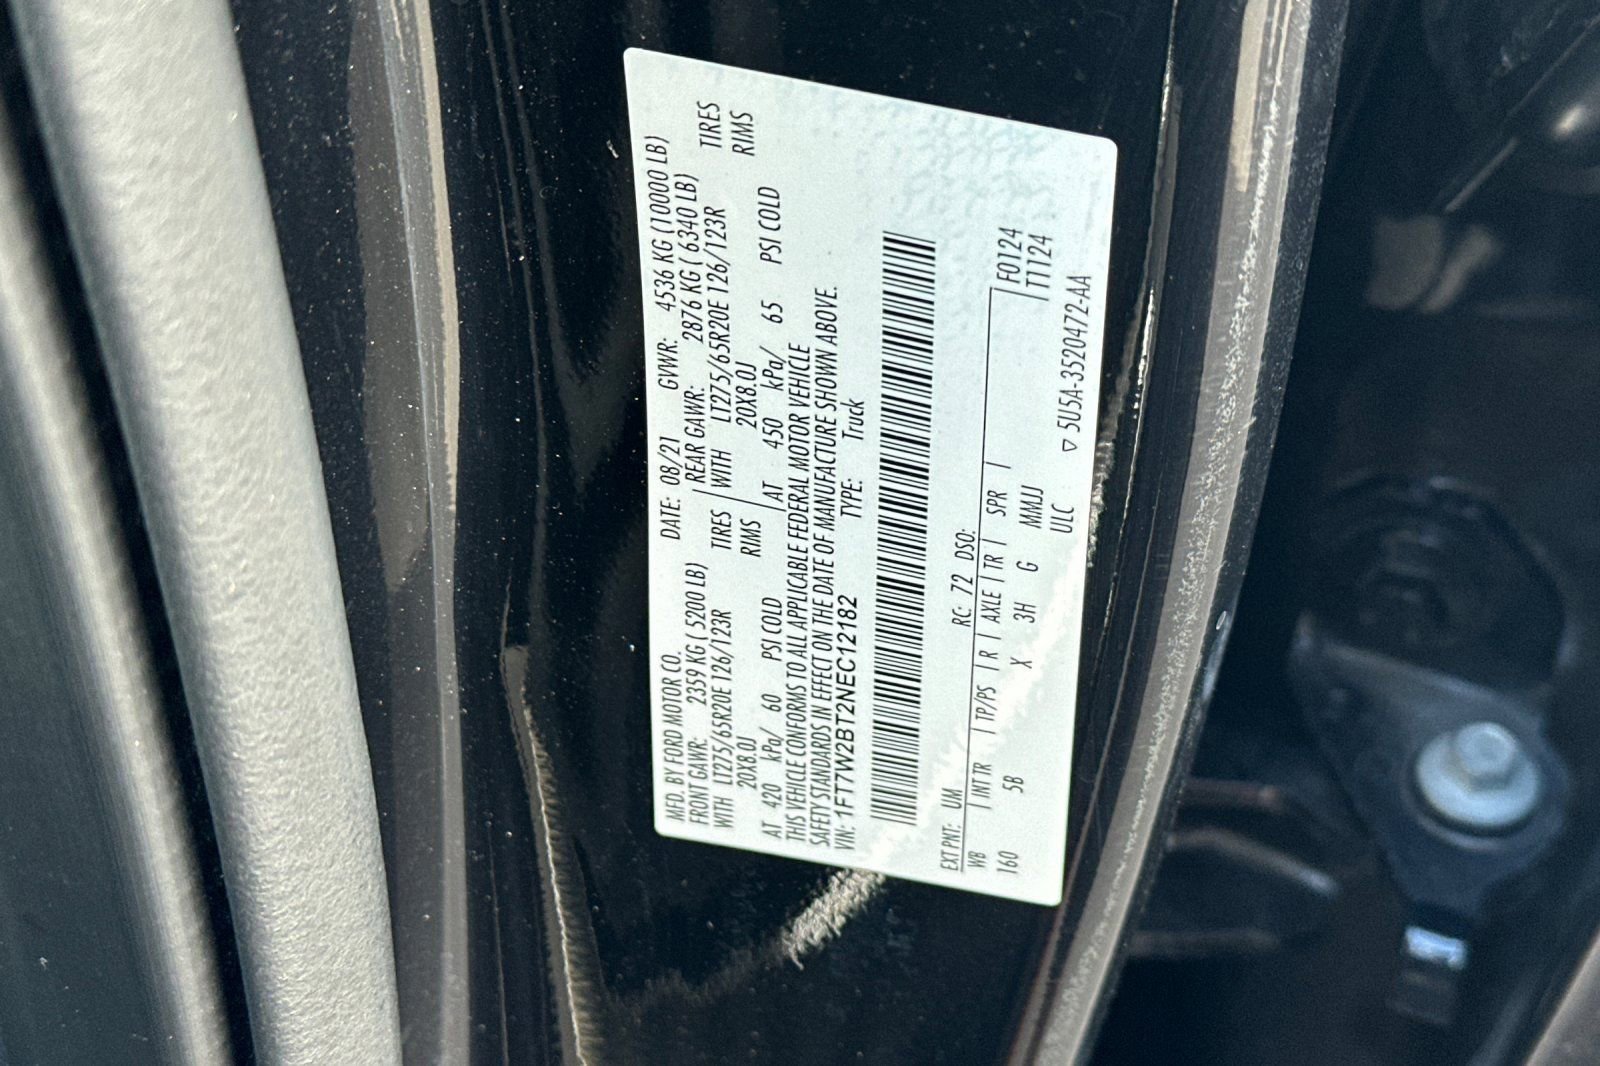 MFD. BY FORD MOTOR CO. DATE: 08/21 GVWR: 4536 KG (10000 LB)
FRONT GAWR: 2359 KG ( 5200 LB) REAR GAWR: 2876 KG ( 6340 LB)
WITH LT275/65R20E 126/123R TIRES WITH LT275/65R20E 126/123R TIRES
20X8.0J RIMS 20X8.0J RIMS
AT 420 kPa/ 60 PSI COLD AT 450 kPa/ 65 PSI COLD
THIS VEHICLE CONFORMS TO ALL APPLICABLE FEDERAL MOTOR VEHICLE
SAFETY STANDARDS IN EFFECT ON THE DATE OF MANUFACTURE SHOWN ABOVE.
VIN: 1FT7W2BT2NEC12182 TYPE: Truck
EXT PNT: UM RC: 72 DSO:
WB INT TR TP/PS R AXLE TR SPR F0124
160 5B X 3H G MMJJ T1124
ULC ▽ 5U5A-3520472-AA